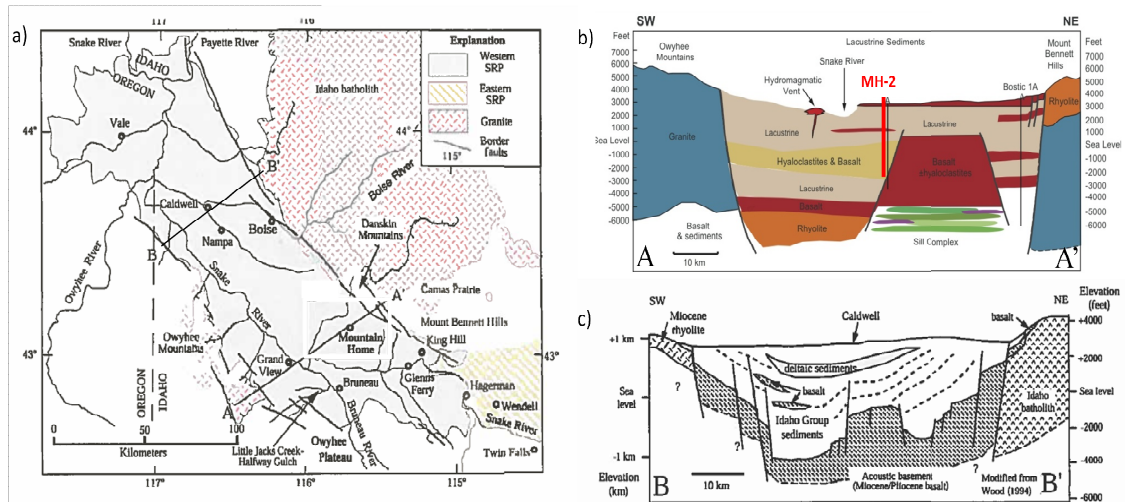 a)
117°
116°
Snake River
Payette River
IDAHO
OREGON
Idaho batholith
Explanation
Western
SRP
Eastern
SRP
Granite
Border
faults
115°
44°
44°
Vale
B'
Boise River
Caldwell
Boise
Nampa
Danskin
Mountains
B
Owyhee River
Snake
River
A'
Camas Prairie
Mount Bennett Hills
Mountain
Home
King Hill
43°
43°
Owyhee
Mountains
Grand
View
Glenns
Ferry
Bruneau
Hagerman
Wendell
Snake River
A
OREGON
IDAHO
0
50
100
Kilometers
Little Jacks Creek-
Halfway Gulch
Owyhee
Plateau
Bruneau River
Twin Falls
117°
116°
115°
b)
SW
NE
Feet
7000
6000
5000
4000
3000
2000
1000
Sea Level
-1000
-2000
-3000
-4000
-5000
-6000
Owyhee
Mountains
Lacustrine Sediments
Snake River
MH-2
Hydromagmatic
Vent
Mount
Bennett
Hills
Feet
7000
6000
5000
4000
3000
2000
1000
Sea Level
-1000
-2000
-3000
-4000
-5000
-6000
Bostic 1A
Rhyolite
Granite
Lacustrine
Lacustrine
Hyaloclastites & Basalt
Basalt
&hyaloclastites
Lacustrine
Basalt
Rhyolite
Sill Complex
Basalt
& sediments
A
10 km
A'
c)
SW
NE
Elevation
(feet)
Miocene
rhyolite
Caldwell
basalt
+1 km
+4000
+2000
deltaic sediments
basalt
Sea
level
Sea level
Idaho Group
sediments
Idaho
batholith
?
?
?
-2000
-4000
-6000
-1 km
Elevation
(km)
B
10 km
Acoustic basement
(Miocene/Pliocene basalt)
Modified from
Wood (1994)
B'